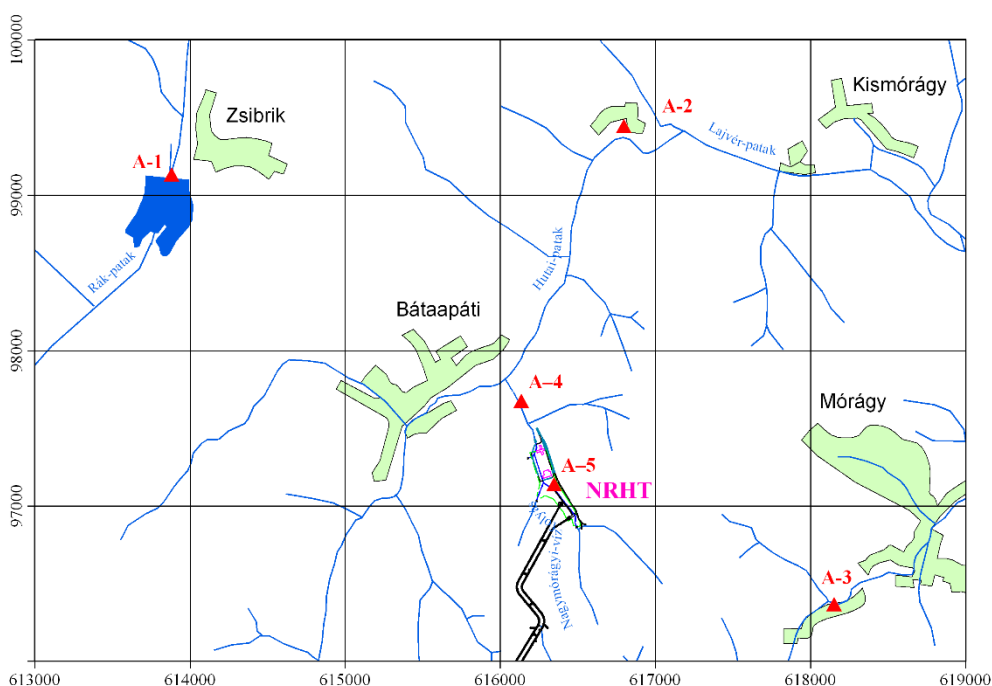 100000
Kismórágy
A-2
Zsibrik
Lajvér-patak
A-1
99000
Hutai-patak
Rák-patak
Bátaapáti
98000
A–4
Mórágy
A–5
NRHT
97000
Nagymórágyi-víz
A-3
613000
614000
615000
616000
617000
618000
619000